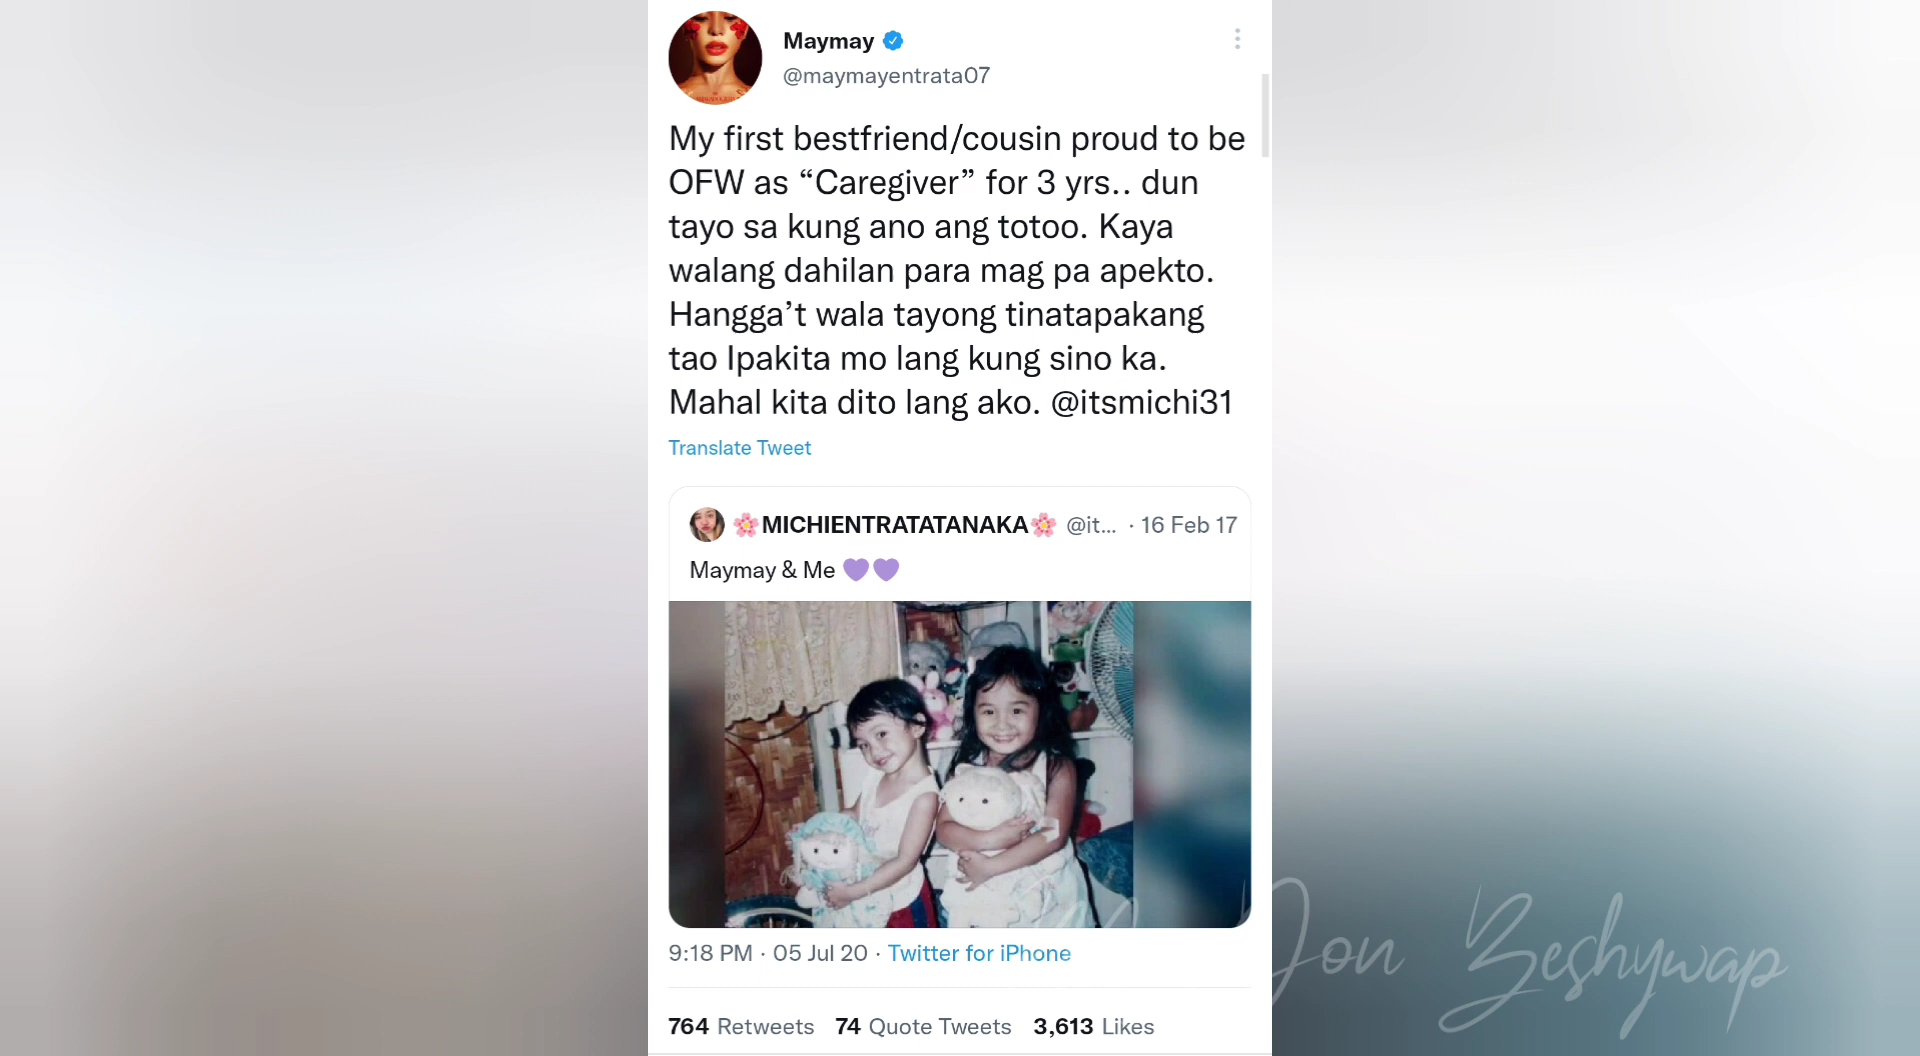 Maymay
@maymayentrata07
My first bestfriend/cousin proud to be
OFW as “Caregiver” for 3 yrs.. dun
tayo sa kung ano ang totoo. Kaya
walang dahilan para mag pa apekto.
Hangga’t wala tayong tinatapakang
tao Ipakita mo lang kung sino ka.
Mahal kita dito lang ako. @itsmichi31
Translate Tweet
🌸MICHIENTRATATANAKA🌸 @it... · 16 Feb 17
Maymay & Me 💜💜
9:18 PM · 05 Jul 20 · Twitter for iPhone
764 Retweets 74 Quote Tweets 3,613 Likes
Jon Beshywap